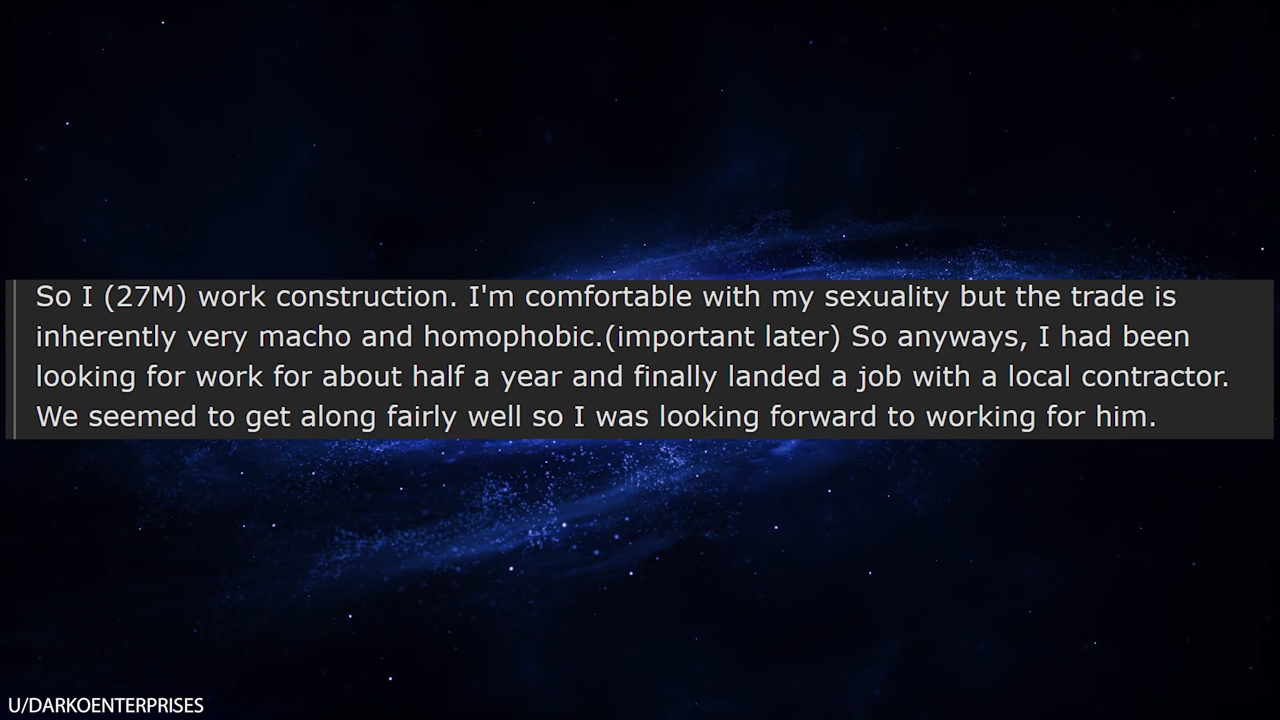 So I (27M) work construction. I'm comfortable with my sexuality but the trade is
inherently very macho and homophobic.(important later) So anyways, I had been
looking for work for about half a year and finally landed a job with a local contractor.
We seemed to get along fairly well so I was looking forward to working for him.
U/DARKOENTERPRISES